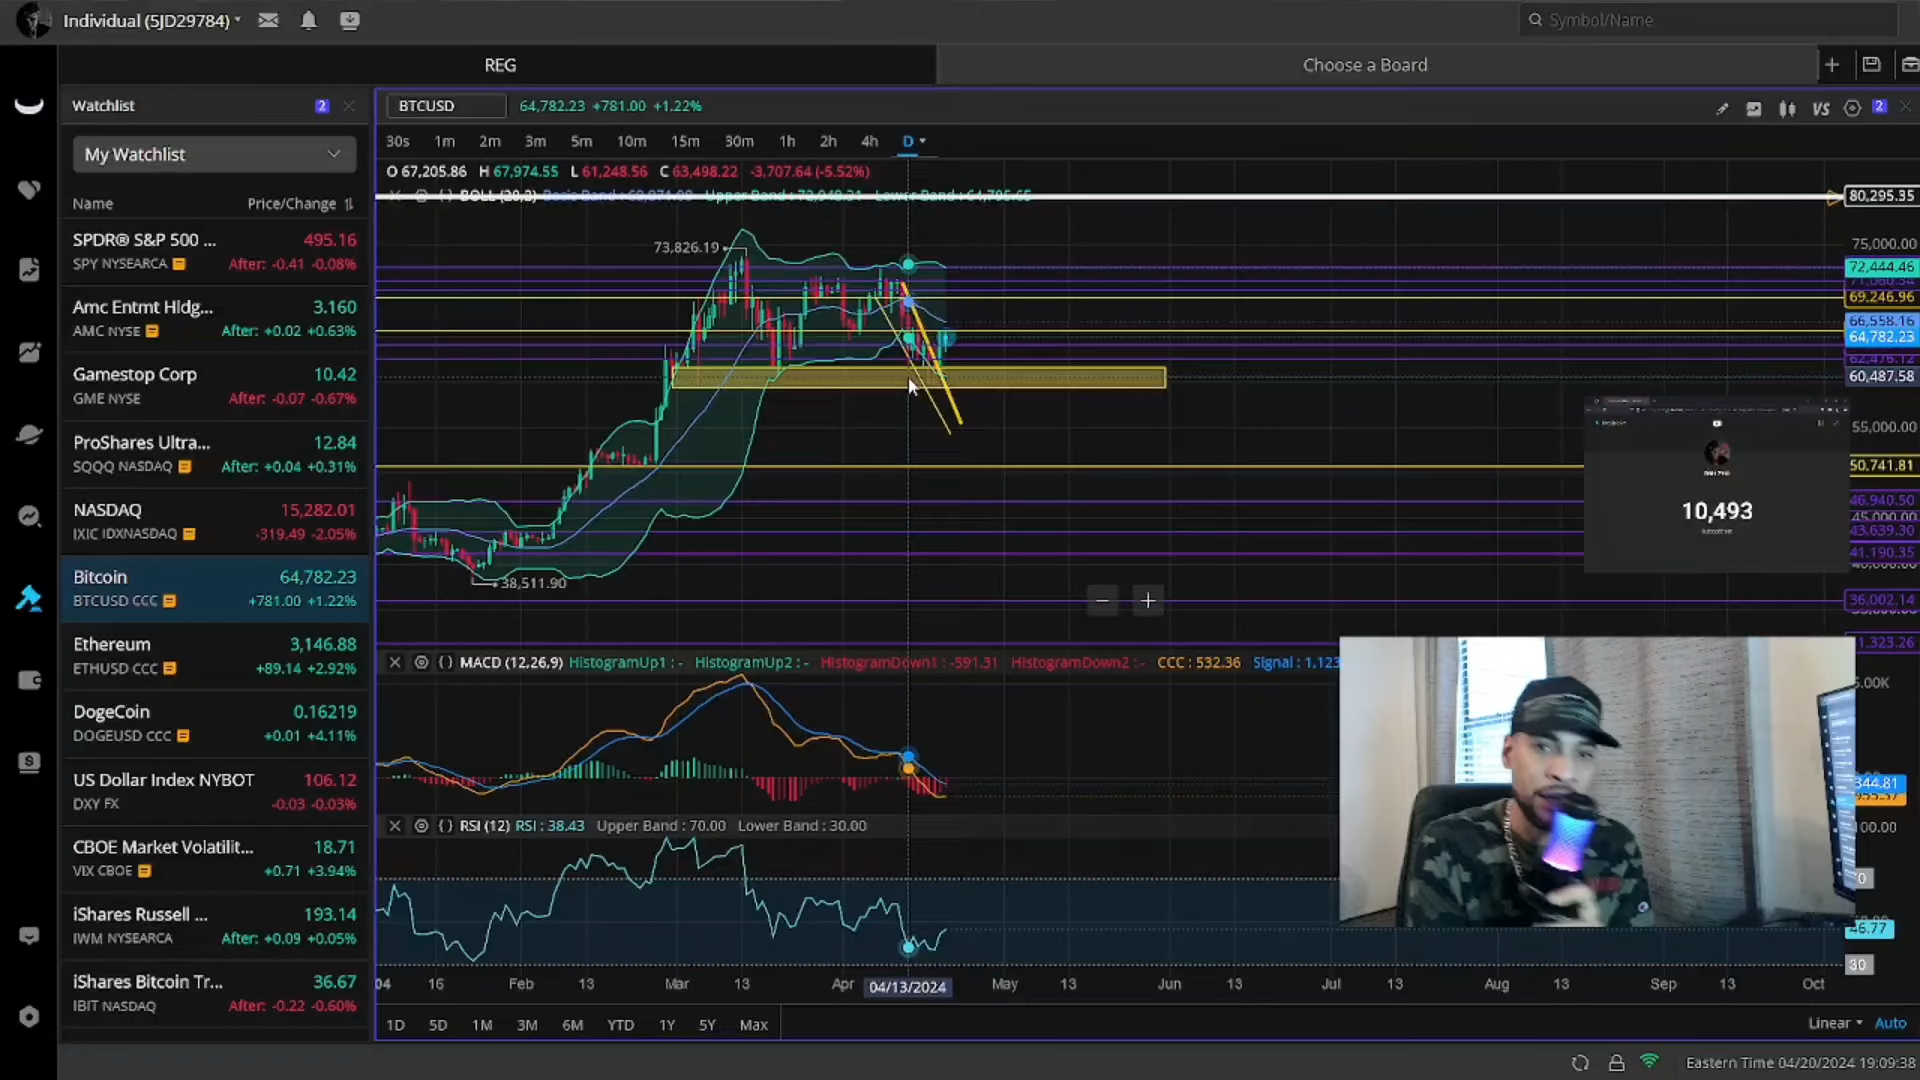 Individual (5JD29784)
Symbol/Name
REG
Choose a Board
Watchlist
2
My Watchlist
Name
Price/Change
SPDR® S&P 500 ...
495.16
SPY NYSEARCA
After: -0.41 -0.08%
Amc Entmt Hldg...
3.160
AMC NYSE
After: +0.02 +0.63%
Gamestop Corp
10.42
GME NYSE
After: -0.07 -0.67%
ProShares Ultra...
12.84
SQQQ NASDAQ
After: +0.04 +0.31%
NASDAQ
15,282.01
IXIC IDXNASDAQ
-319.49 -2.05%
Bitcoin
64,782.23
BTCUSD CCC
+781.00 +1.22%
Ethereum
3,146.88
ETHUSD CCC
+89.14 +2.92%
DogeCoin
0.16219
DOGEUSD CCC
+0.01 +4.11%
US Dollar Index NYBOT
106.12
DXY FX
-0.03 -0.03%
CBOE Market Volatilit...
18.71
VIX CBOE
+0.71 +3.94%
iShares Russell ...
193.14
IWM NYSEARCA
After: +0.09 +0.05%
iShares Bitcoin Tr...
36.67
IBIT NASDAQ
After: -0.22 -0.60%
BTCUSD
64,782.23 +781.00 +1.22%
VS
2
30s 1m 2m 3m 5m 10m 15m 30m 1h 2h 4h D
O 67,205.86 H 67,974.55 L 61,248.56 C 63,498.22 -3,707.64 (-5.52%)
BOLL (20,2)
80,295.35
73,826.19
75,000.00
72,444.46
69,246.96
66,558.16
64,782.23
62,476.12
60,487.58
55,000.00
50,741.81
46,940.50
45,000.00
43,639.30
41,190.35
38,511.90
36,002.14
10,493
MACD (12,26,9) HistogramUp1 : - HistogramUp2 : - HistogramDown1 : -591.31 HistogramDown2 : - CCC : 532.36 Signal : 1,123
RSI (12) RSI : 38.43 Upper Band : 70.00 Lower Band : 30.00
46.77
30
16 Feb 13 Mar 13 Apr 04/13/2024 May 13 Jun 13 Jul 13 Aug 13 Sep 13 Oct
1D 5D 1M 3M 6M YTD 1Y 5Y Max
Linear Auto
Eastern Time 04/20/2024 19:09:38